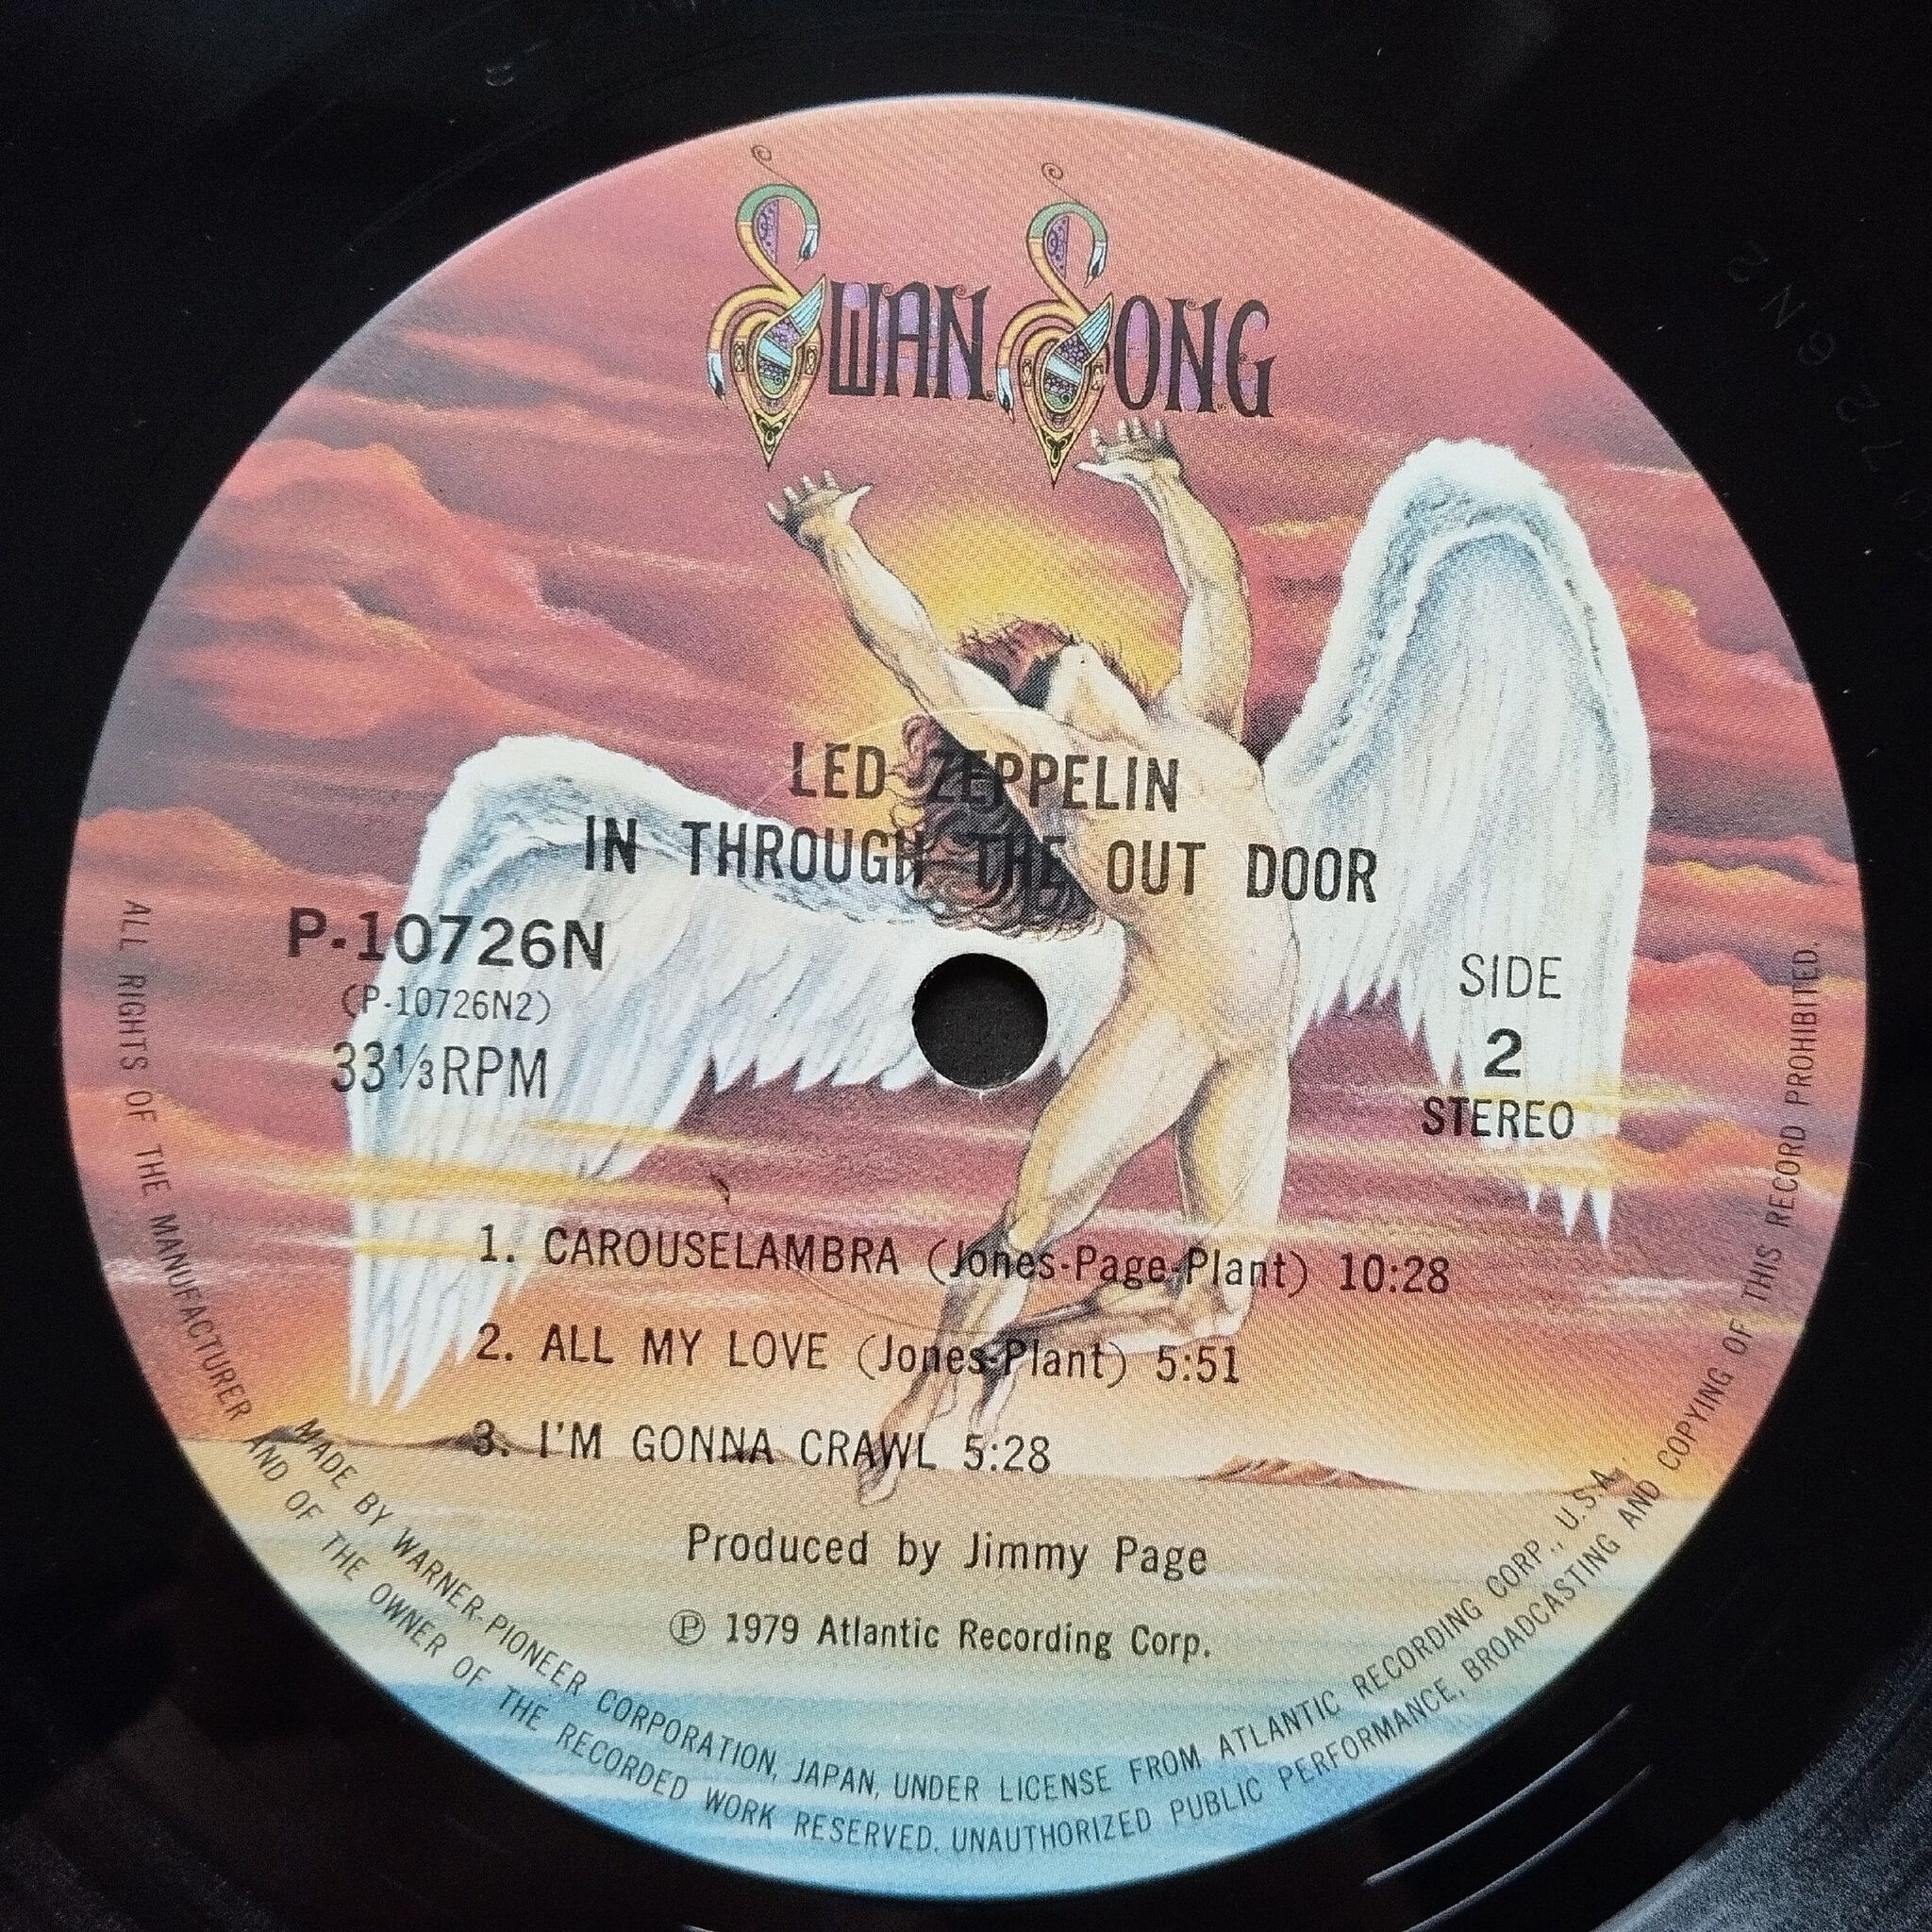 SWAN SONG
LED ZEPPELIN
IN THROUGH THE OUT DOOR
P-10726N
(P-10726N2)
33⅓RPM
SIDE
2
STEREO
1. CAROUSELAMBRA (Jones-Page-Plant) 10:28
2. ALL MY LOVE (Jones-Plant) 5:51
3. I'M GONNA CRAWL 5:28
Produced by Jimmy Page
Ⓟ 1979 Atlantic Recording Corp.
MADE BY WARNER-PIONEER CORPORATION, JAPAN, UNDER LICENSE FROM ATLANTIC RECORDING CORP., U.S.A.
ALL RIGHTS OF THE MANUFACTURER AND OF THE OWNER OF THE RECORDED WORK RESERVED. UNAUTHORIZED PUBLIC PERFORMANCE, BROADCASTING AND COPYING OF THIS RECORD PROHIBITED.